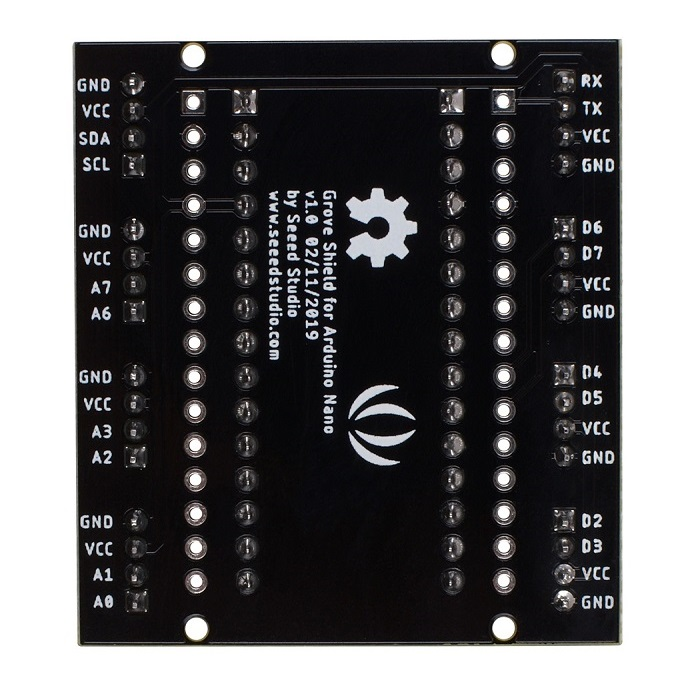 GND
VCC
SDA
SCL
GND
VCC
A7
A6
GND
VCC
A3
A2
GND
VCC
A1
A0
Grove Shield for Arduino Nano
v1.0 02/11/2019
by Seeed Studio
www.seeedstudio.com
RX
TX
VCC
GND
D6
D7
VCC
GND
D4
D5
VCC
GND
D2
D3
VCC
GND